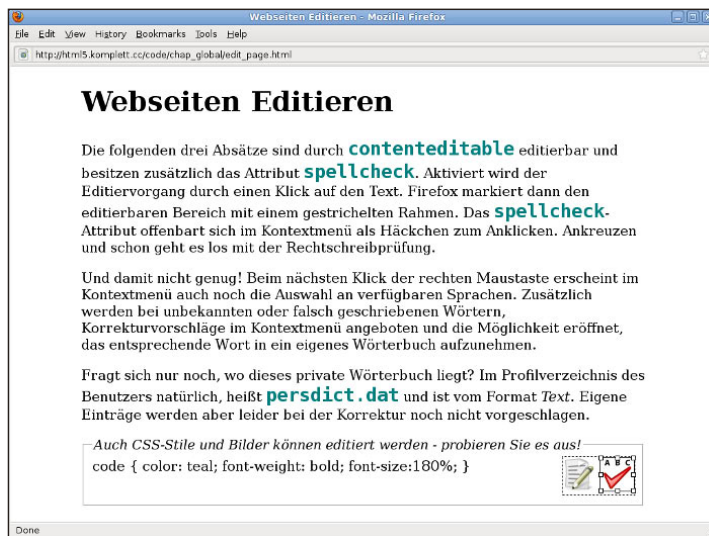 Webseiten Editieren - Mozilla Firefox
File Edit View History Bookmarks Tools Help
http://html5.komplett.cc/code/chap_global/edit_page.html
Webseiten Editieren
Die folgenden drei Absätze sind durch contenteditable editierbar und
besitzen zusätzlich das Attribut spellcheck. Aktiviert wird der
Editiervorgang durch einen Klick auf den Text. Firefox markiert dann den
editierbaren Bereich mit einem gestrichelten Rahmen. Das spellcheck-
Attribut offenbart sich im Kontextmenü als Häckchen zum Anklicken. Ankreuzen
und schon geht es los mit der Rechtschreibprüfung.
Und damit nicht genug! Beim nächsten Klick der rechten Maustaste erscheint im
Kontextmenü auch noch die Auswahl an verfügbaren Sprachen. Zusätzlich
werden bei unbekannten oder falsch geschriebenen Wörtern,
Korrekturvorschläge im Kontextmenü angeboten und die Möglichkeit eröffnet,
das entsprechende Wort in ein eigenes Wörterbuch aufzunehmen.
Fragt sich nur noch, wo dieses private Wörterbuch liegt? Im Profilverzeichnis des
Benutzers natürlich, heißt persdict.dat und ist vom Format Text. Eigene
Einträge werden aber leider bei der Korrektur noch nicht vorgeschlagen.
Auch CSS-Stile und Bilder können editiert werden - probieren Sie es aus!
code { color: teal; font-weight: bold; font-size:180%; }
A B C
Done